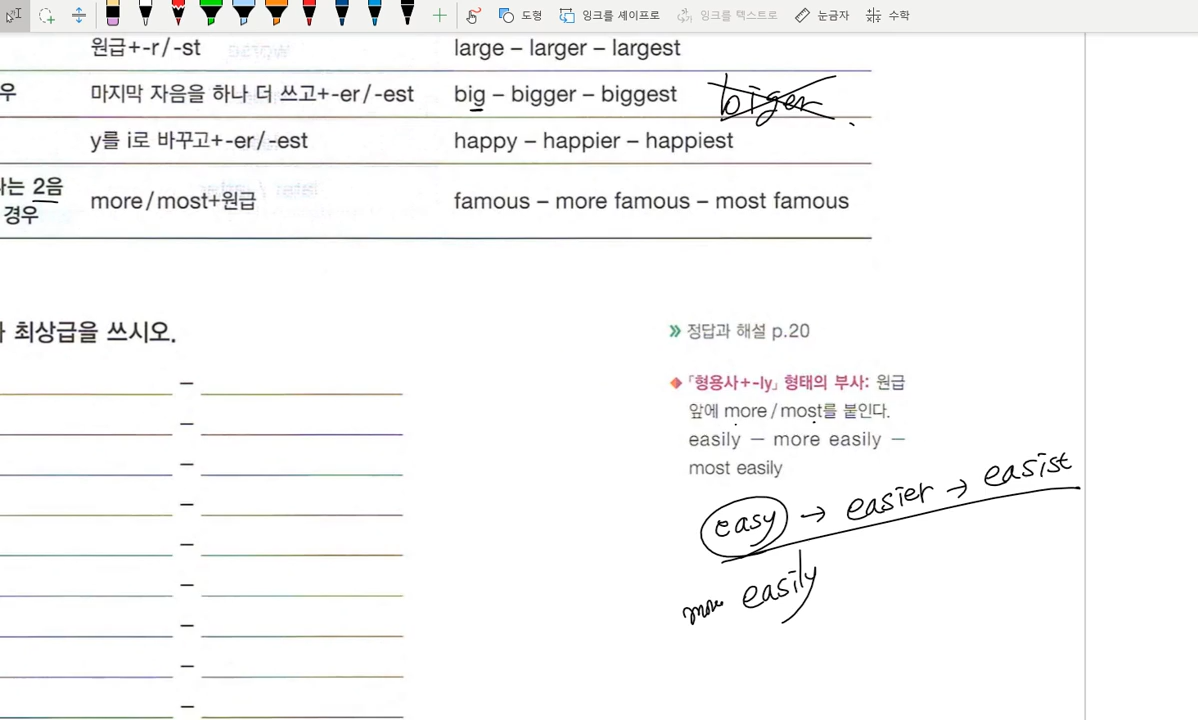 도형
잉크를 셰이프로
잉크를 텍스트로
눈금자
수학
원급+-r/-st
large – larger – largest
우
마지막 자음을 하나 더 쓰고+-er/-est
big – bigger – biggest
biger
y를 i로 바꾸고+-er/-est
happy – happier – happiest
나는 2음
경우
more/most+원급
famous – more famous – most famous
최상급을 쓰시오.
정답과 해설 p.20
「형용사+-ly」 형태의 부사: 원급
앞에 more/most를 붙인다.
easily – more easily –
most easily
easy → easier → easist
more easily